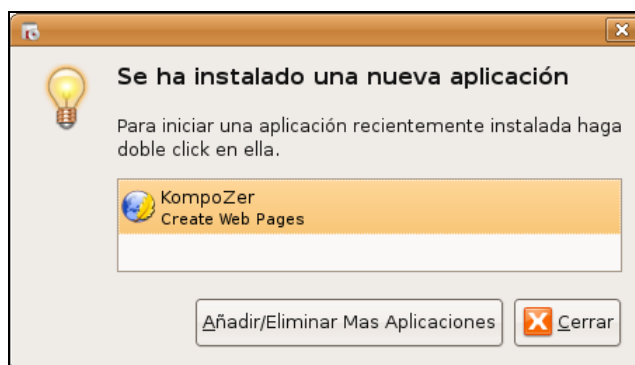 Se ha instalado una nueva aplicación
Para iniciar una aplicación recientemente instalada haga
doble click en ella.
KompoZer
Create Web Pages
Añadir/Eliminar Mas Aplicaciones
Cerrar